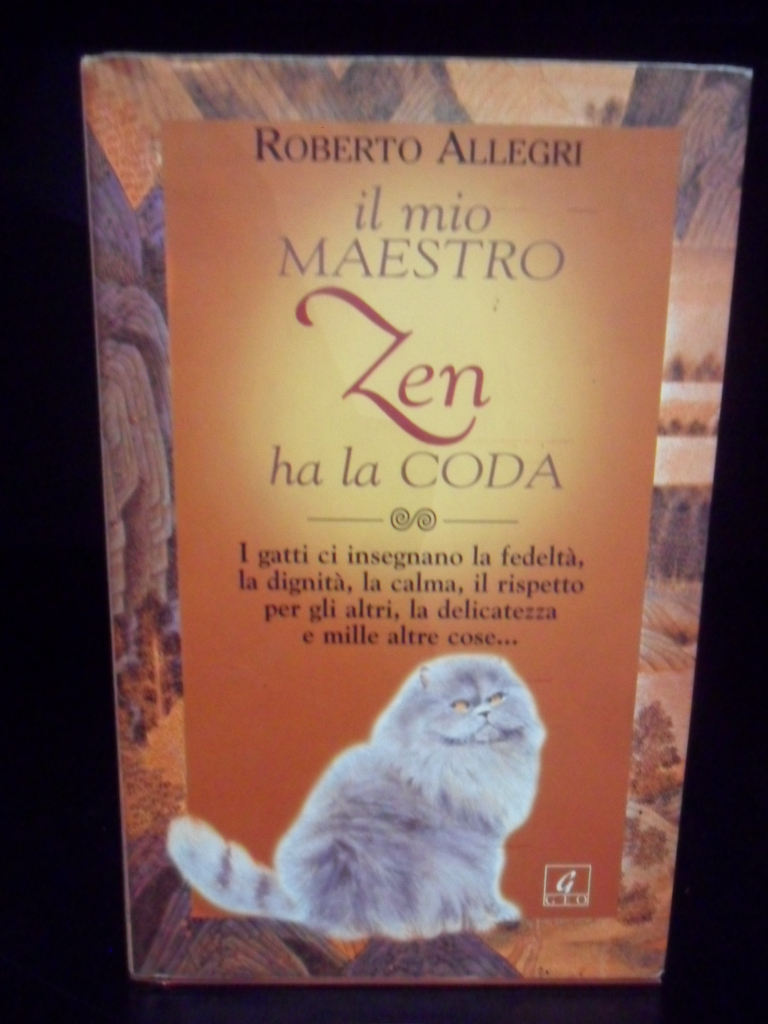 ROBERTO ALLEGRI
il mio
MAESTRO
Zen
ha la CODA
I gatti ci insegnano la fedeltà,
la dignità, la calma, il rispetto
per gli altri, la delicatezza
e mille altre cose...
G
GEO